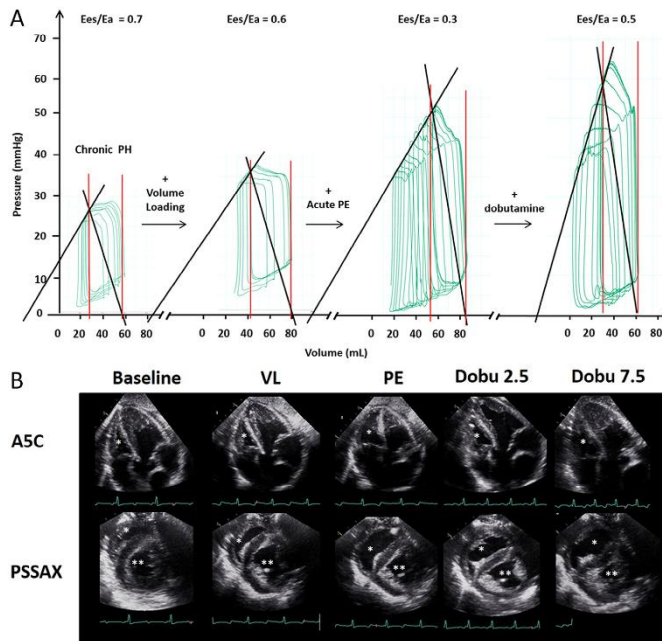 A
Ees/Ea = 0.7 Ees/Ea = 0.6 Ees/Ea = 0.3 Ees/Ea = 0.5
Pressure (mmHg)
70
60
50
40
30
20
10
0
Chronic PH
+
Volume
Loading
+
Acute PE
+
dobutamine
0 20 40 60 80 0 20 40 60 80 0 20 40 60 80 0 20 40 60 80
Volume (mL)
B
Baseline VL PE Dobu 2.5 Dobu 7.5
A5C
* * * * *
PSSAX
* * * * *
** ** ** ** **